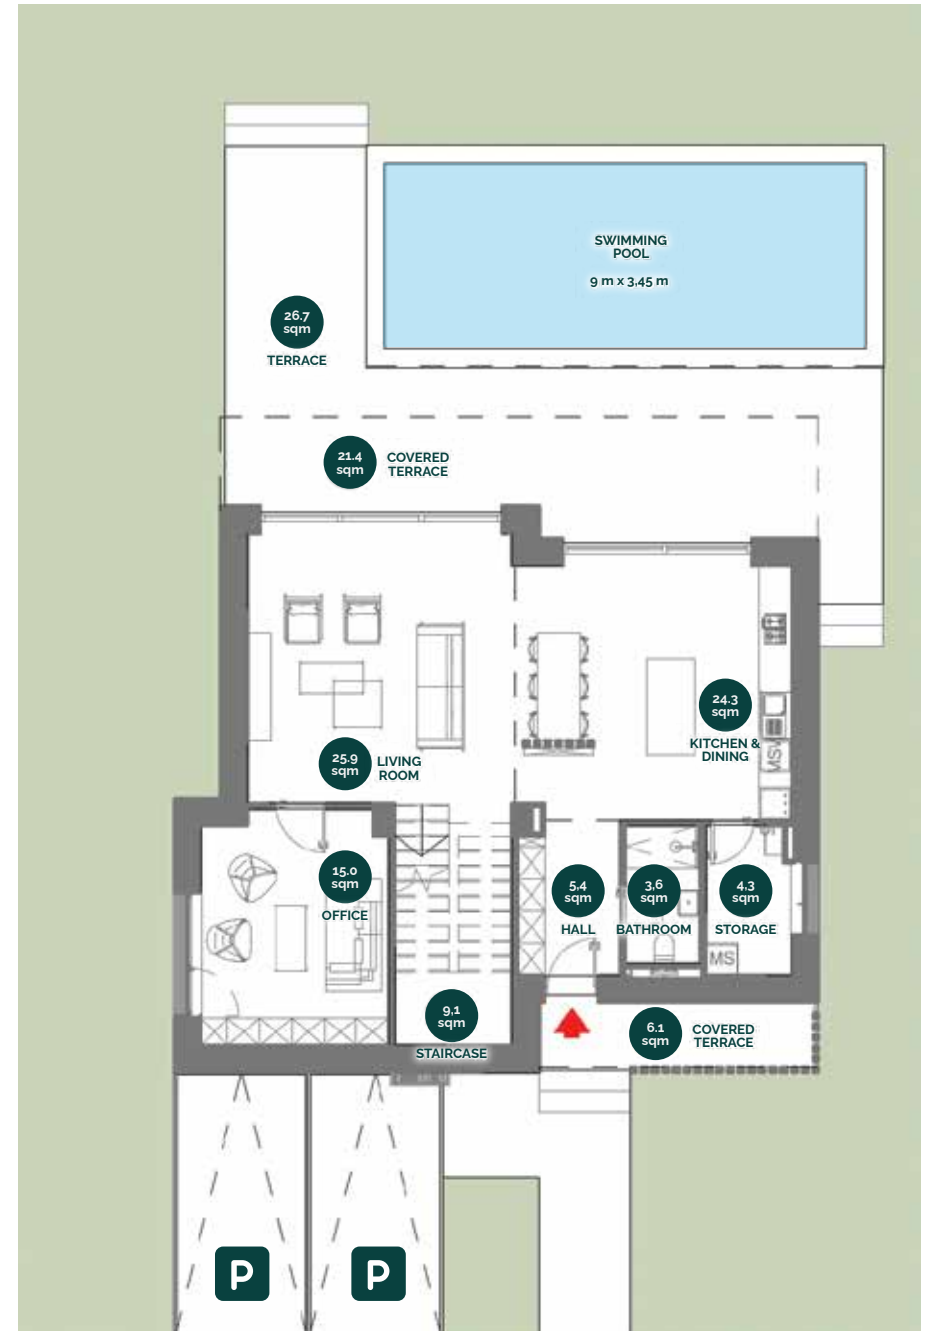 SWIMMING
POOL
9 m x 3,45 m
26.7
sqm
TERRACE
21.4
sqm
COVERED
TERRACE
24.3
sqm
KITCHEN &
DINING
MSV
25.9
sqm
LIVING
ROOM
15.0
sqm
OFFICE
5,4
sqm
HALL
3,6
sqm
BATHROOM
4,3
sqm
STORAGE
MS
9,1
sqm
STAIRCASE
6.1
sqm
COVERED
TERRACE
P
P